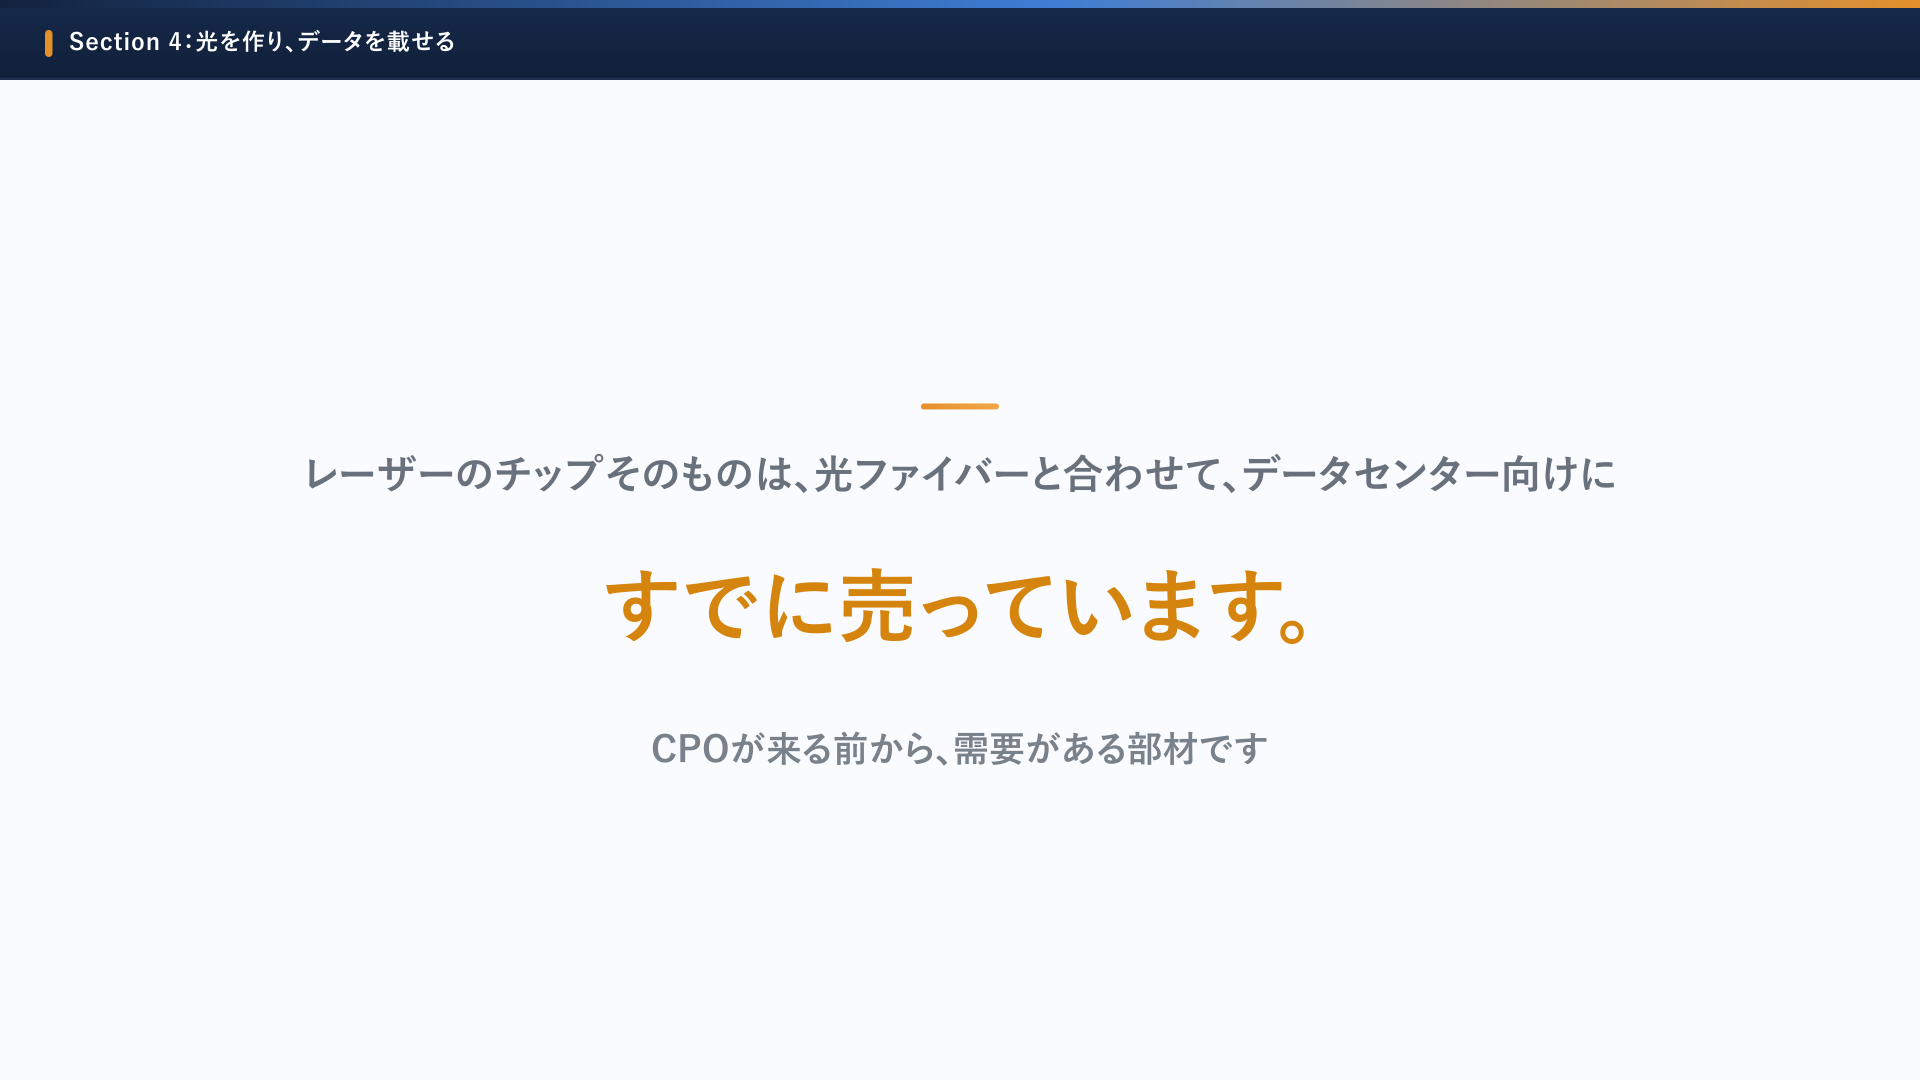 Section 4：光を作り、データを載せる
レーザーのチップそのものは、光ファイバーと合わせて、データセンター向けに
すでに売っています。
CPOが来る前から、需要がある部材です